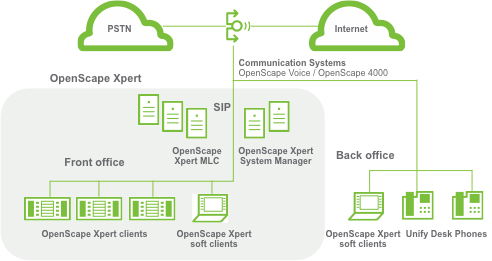 PSTN
Internet
Communication Systems
OpenScape Voice / OpenScape 4000
OpenScape Xpert
SIP
OpenScape
Xpert MLC
OpenScape Xpert
System Manager
Front office
Back office
OpenScape Xpert clients
OpenScape Xpert
soft clients
OpenScape Xpert
soft clients
Unify Desk Phones